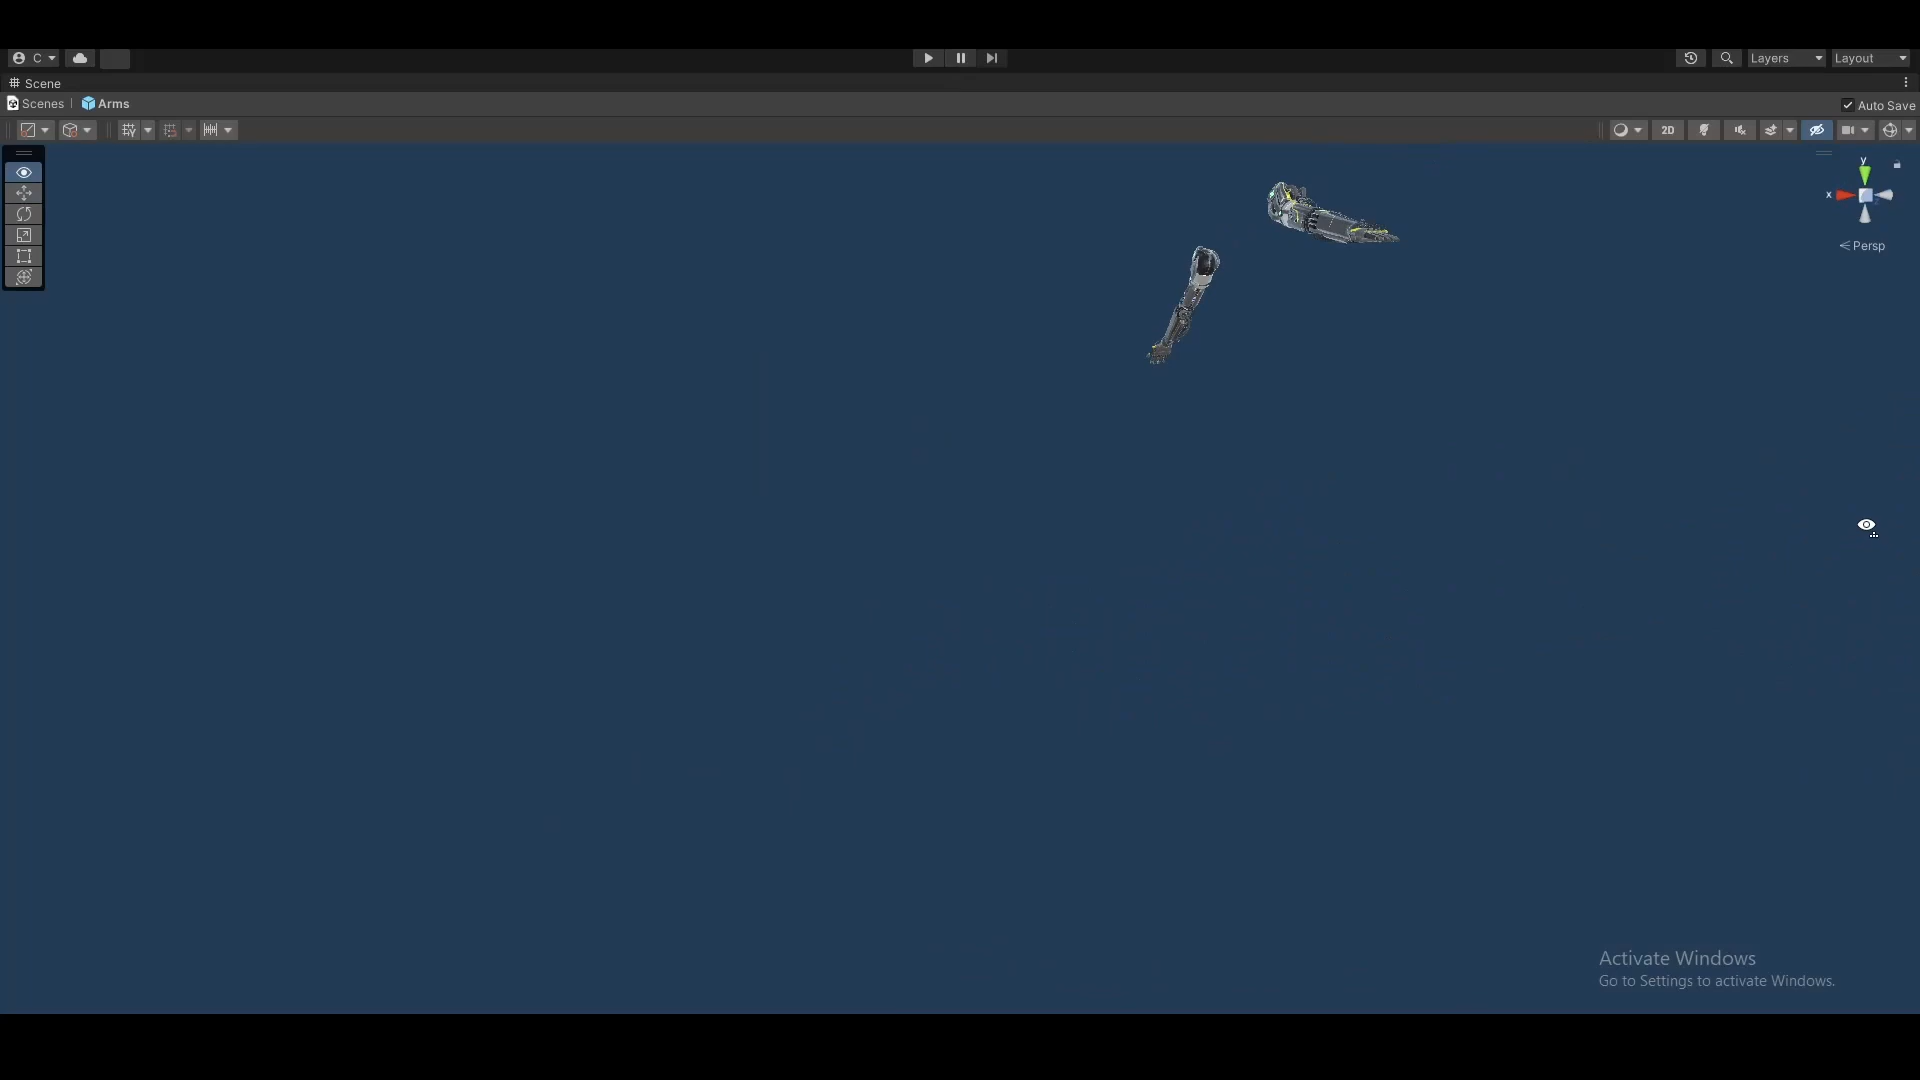 C
Layers
Layout
Scene
Scenes
Arms
Auto Save
2D
y
x
Persp
Activate Windows
Go to Settings to activate Windows.